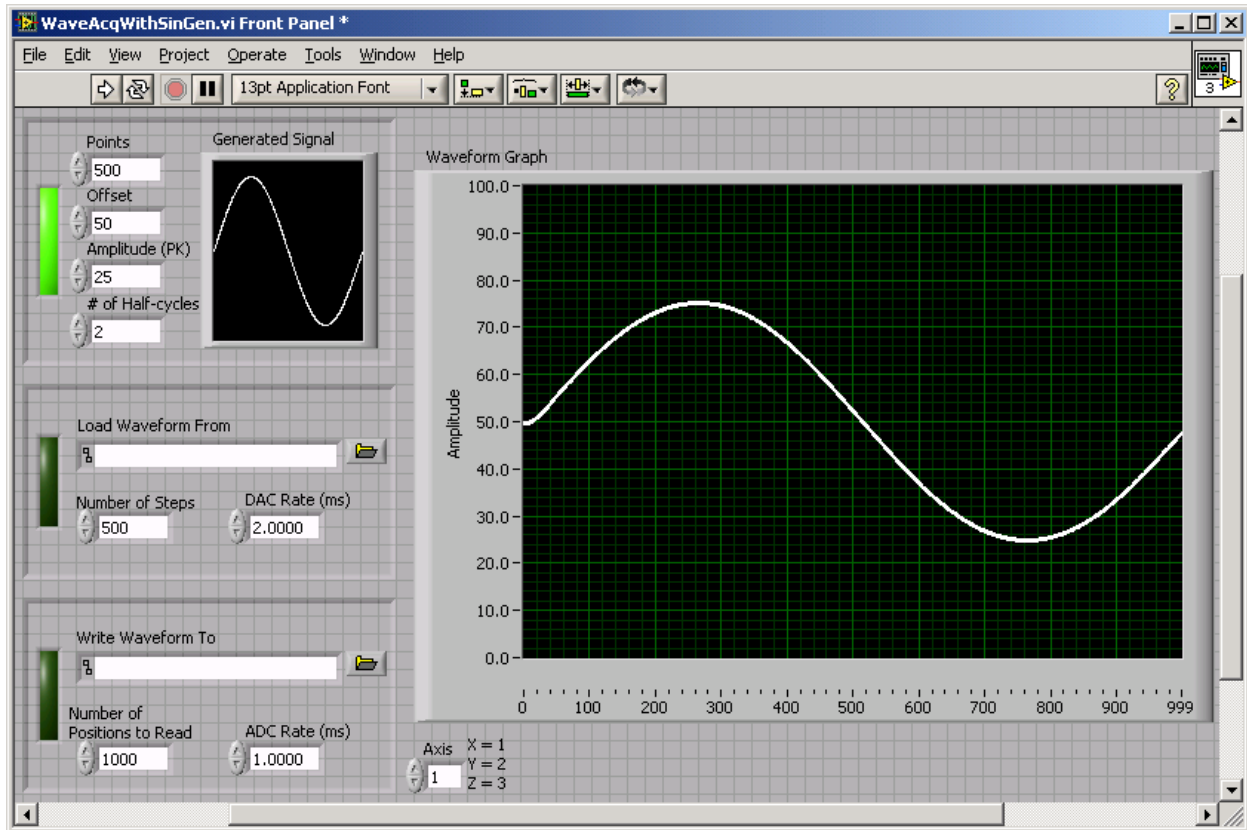 WaveAcqWithSinGen.vi Front Panel *
File Edit View Project Operate Tools Window Help
13pt Application Font
3
Points
500
Offset
50
Amplitude (PK)
25
# of Half-cycles
2
Generated Signal
Load Waveform From
Number of Steps
500
DAC Rate (ms)
2.0000
Write Waveform To
Number of
Positions to Read
1000
ADC Rate (ms)
1.0000
Waveform Graph
Amplitude
100.0
90.0
80.0
70.0
60.0
50.0
40.0
30.0
20.0
10.0
0.0
0 100 200 300 400 500 600 700 800 900 999
Axis
1
X = 1
Y = 2
Z = 3